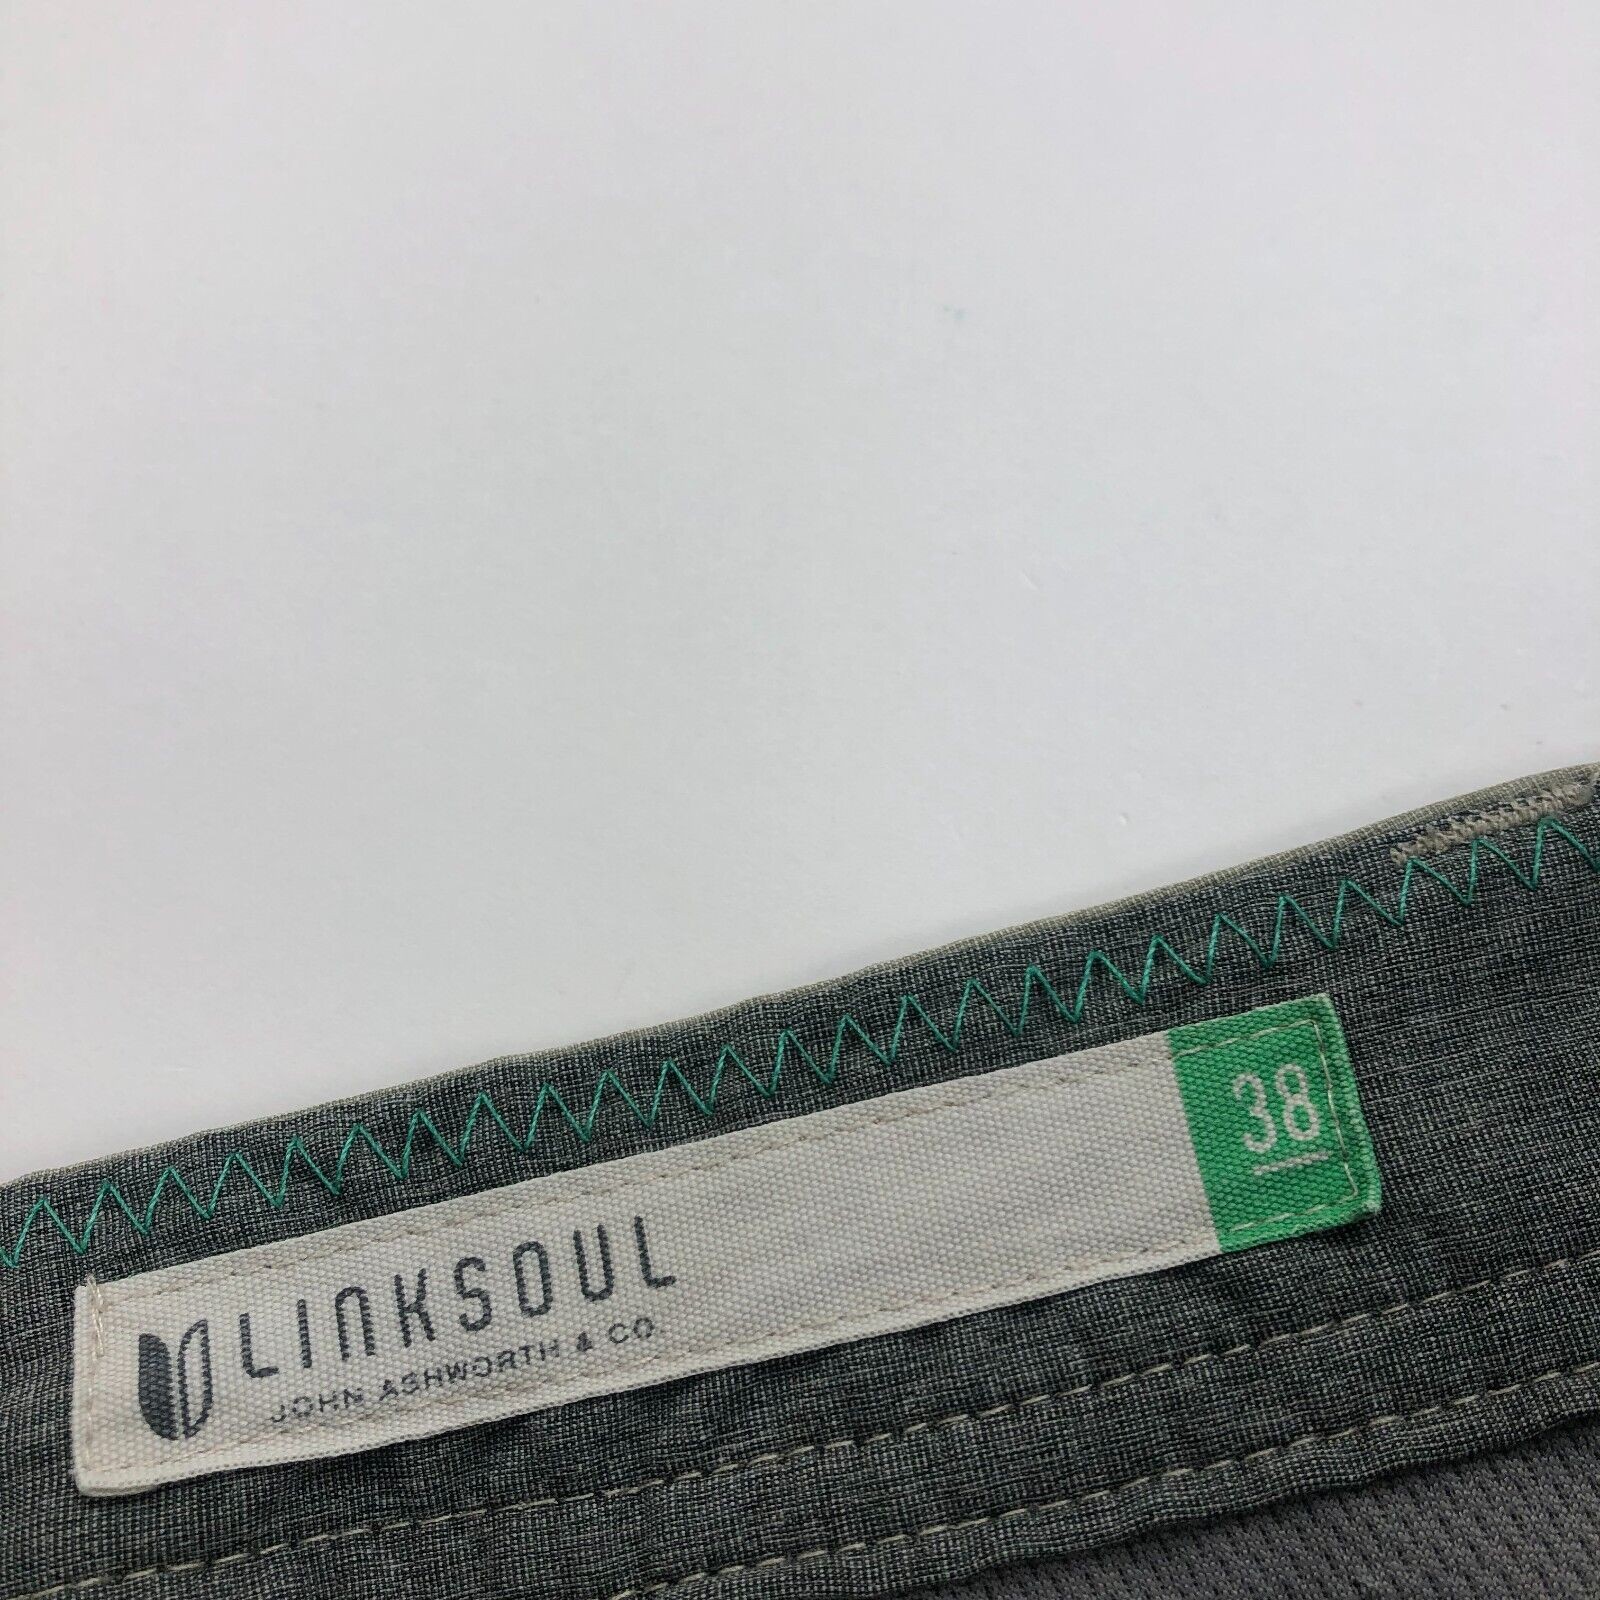 LINKSOUL
JOHN ASHWORTH & CO.
38